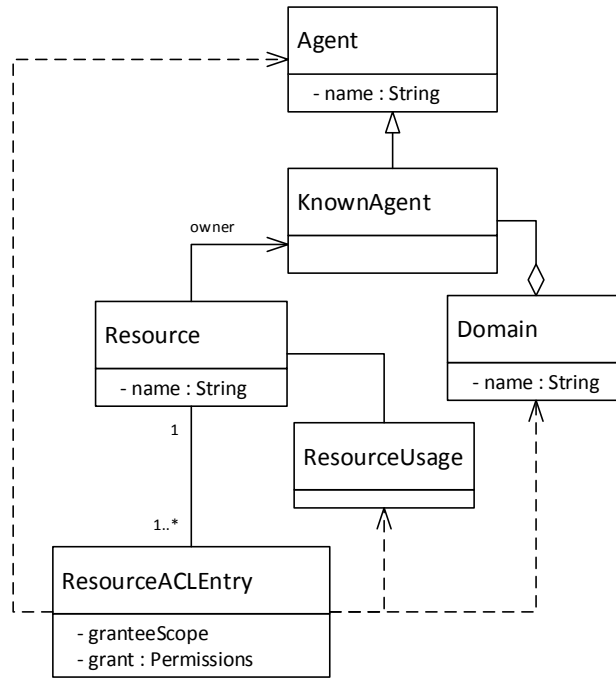 Agent
- name : String
KnownAgent
owner
Resource
- name : String
Domain
- name : String
1
ResourceUsage
1..*
ResourceACLEntry
- granteeScope
- grant : Permissions